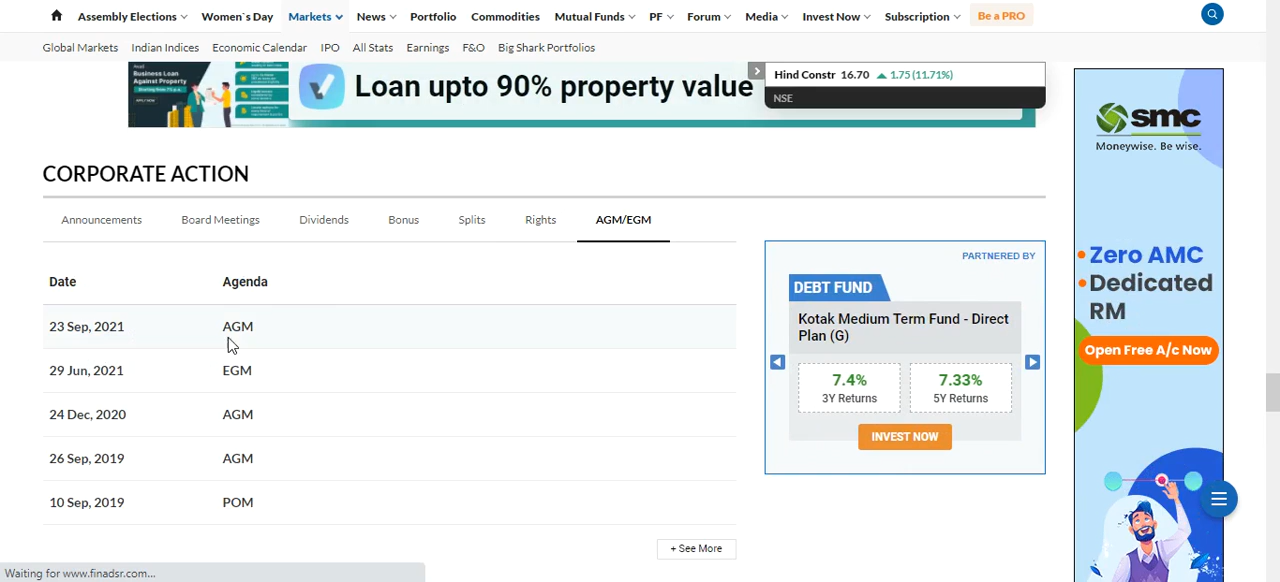 Assembly Elections Women`s Day Markets News Portfolio Commodities Mutual Funds PF Forum Media Invest Now Subscription Be a PRO
Global Markets Indian Indices Economic Calendar IPO All Stats Earnings F&O Big Shark Portfolios
Business Loan
Against Property
Loan upto 90% property value
Hind Constr 16.70 1.75 (11.71%)
NSE
smc
Moneywise. Be wise.
CORPORATE ACTION
Announcements Board Meetings Dividends Bonus Splits Rights AGM/EGM
PARTNERED BY
Date Agenda
DEBT FUND
Kotak Medium Term Fund - Direct
Plan (G)
23 Sep, 2021 AGM
29 Jun, 2021 EGM
24 Dec, 2020 AGM
26 Sep, 2019 AGM
10 Sep, 2019 POM
7.4% 7.33%
3Y Returns 5Y Returns
INVEST NOW
• Zero AMC
• Dedicated
RM
Open Free A/c Now
+ See More
Waiting for www.finadsr.com...